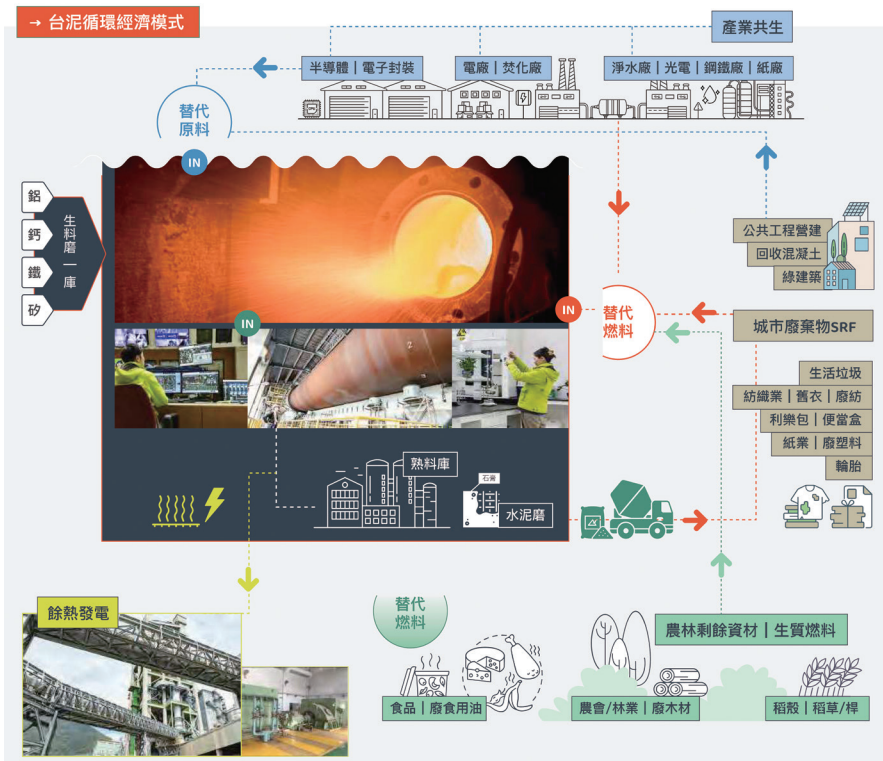 → 台泥循環經濟模式
產業共生
半導體｜電子封裝
電廠｜焚化廠
淨水廠｜光電｜鋼鐵廠｜紙廠
替代
原料
IN
鋁
鈣
鐵
矽
生料磨一庫
公共工程營建
回收混凝土
綠建築
IN
IN
替代
燃料
城市廢棄物SRF
生活垃圾
紡織業｜舊衣｜廢紡
利樂包｜便當盒
紙業｜廢塑料
輪胎
熟料庫
石膏
水泥磨
餘熱發電
替代
燃料
農林剩餘資材｜生質燃料
食品｜廢食用油
農會/林業｜廢木材
稻殼｜稻草/桿